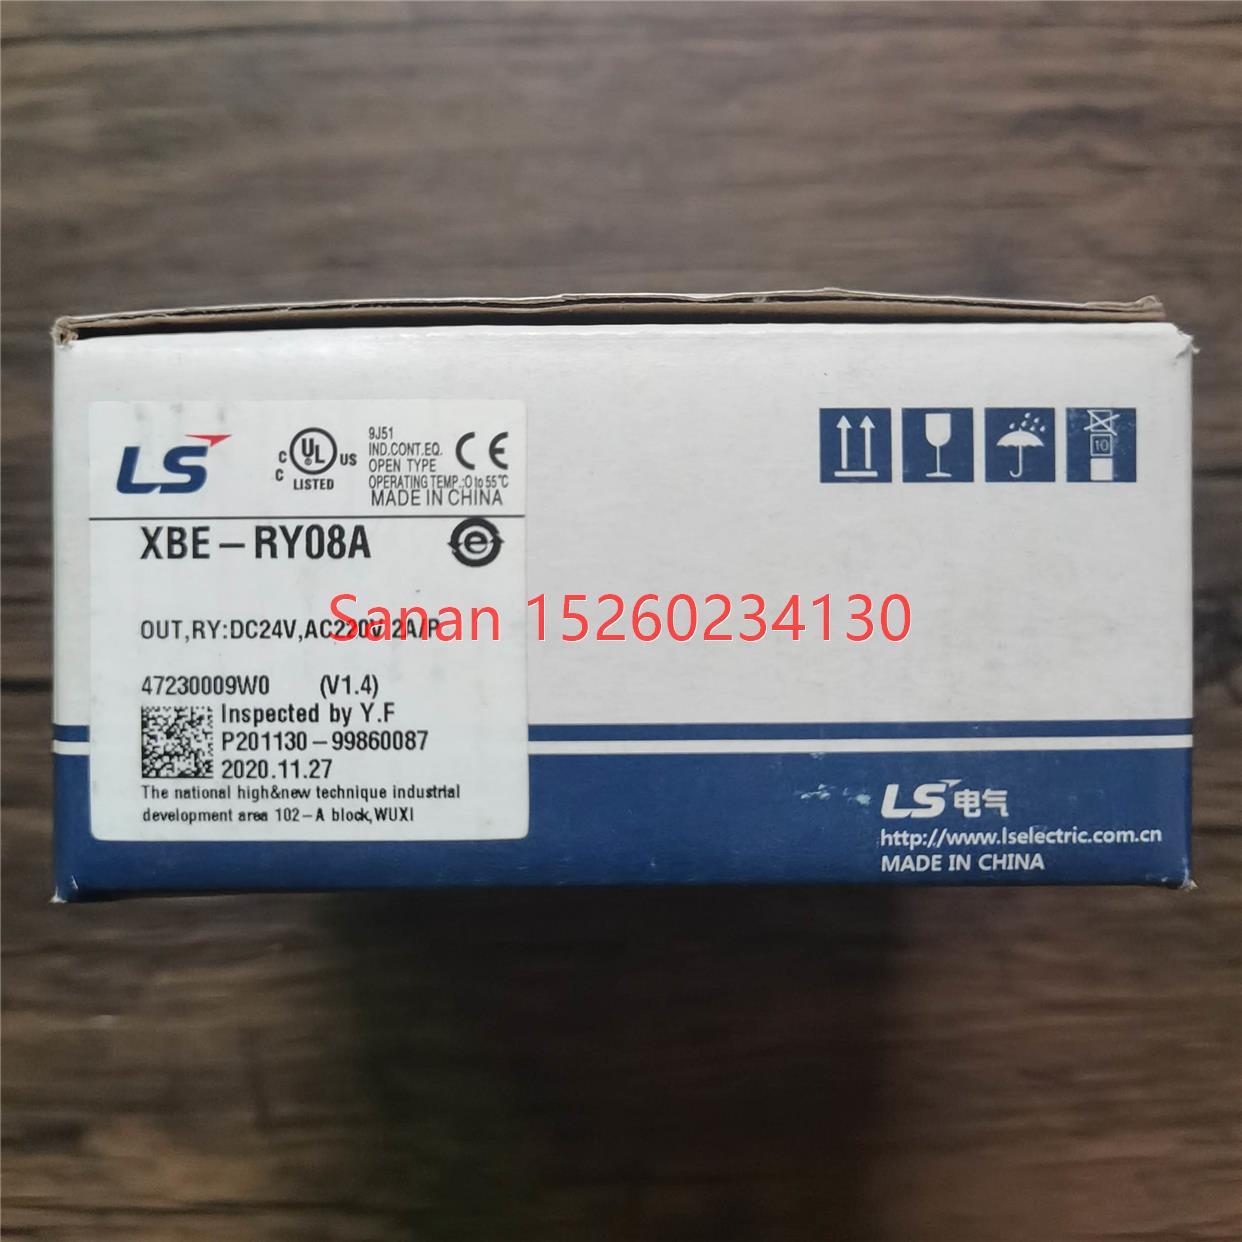 LS
C UL US
C LISTED
9J51
IND.CONT.EQ.
OPEN TYPE
OPERATING TEMP.:0 to 55℃
MADE IN CHINA
CE
XBE-RY08A
e
Sanan 15260234130
OUT,RY:DC24V,AC220V,2A/P
47230009W0 (V1.4)
Inspected by Y.F
P201130-99860087
2020.11.27
The national high&new technique industrial
development area 102-A block,WUXI
10
LS 电气
http://www.lselectric.com.cn
MADE IN CHINA